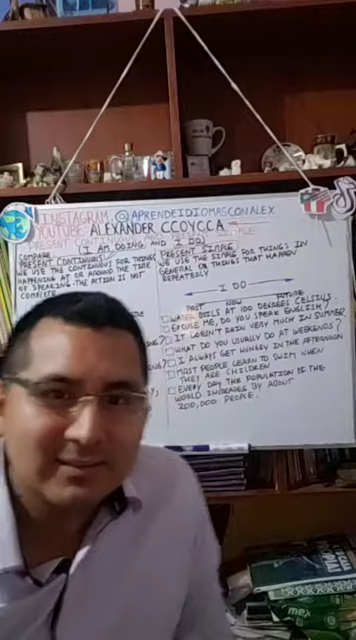 INSTAGRAM @APRENDEIDIOMASCONALEX
YOUTUBE ALEXANDER CCOYCCA
PRESENT CONTINUOUS AND SIMPLE
(I AM DOING) AND (I DO)
COMPARE
PRESENT CONTINUOUS
WE USE THE CONTINUOUS FOR THINGS
HAPPENING AT OR AROUND THE TIME
OF SPEAKING. THE ACTION IS NOT
COMPLETE
PRESENT SIMPLE
WE USE THE SIMPLE FOR THINGS IN
GENERAL OR THINGS THAT HAPPEN
REPEATEDLY
I DO
PAST NOW FUTURE
WATER BOILS AT 100 DEGREES CELSIUS.
EXCUSE ME, DO YOU SPEAK ENGLISH?
IT DOESN'T RAIN VERY MUCH IN SUMMER.
WHAT DO YOU USUALLY DO AT WEEKENDS?
I ALWAYS GET HUNGRY IN THE AFTERNOON
MOST PEOPLE LEARN TO SWIM WHEN
THEY ARE CHILDREN
EVERY DAY THE POPULATION OF THE
WORLD INCREASES BY ABOUT
200,000 PEOPLE.